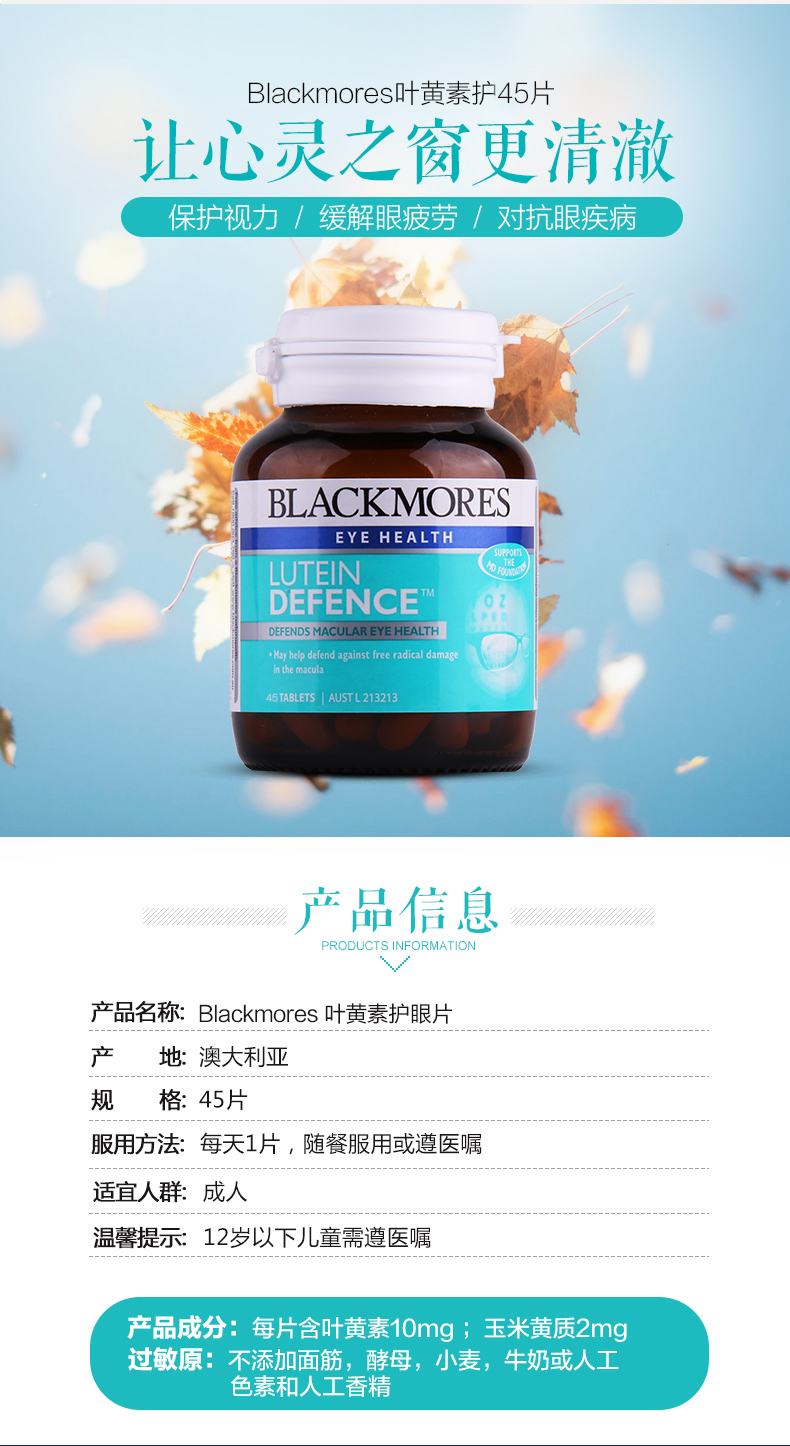 Blackmores叶黄素护45片
让心灵之窗更清澈
保护视力 / 缓解眼疲劳 / 对抗眼疾病
BLACKMORES
EYE HEALTH
SUPPORTS
THE
MD FOUNDATION
LUTEIN
DEFENCE™
OZ
DEFENDS MACULAR EYE HEALTH
• May help defend against free radical damage
in the macula
45 TABLETS | AUST L 213213
产品信息
PRODUCTS INFORMATION
产品名称: Blackmores 叶黄素护眼片
产 地: 澳大利亚
规 格: 45片
服用方法: 每天1片，随餐服用或遵医嘱
适宜人群: 成人
温馨提示: 12岁以下儿童需遵医嘱
产品成分：每片含叶黄素10mg ；玉米黄质2mg
过敏原：不添加面筋，酵母，小麦，牛奶或人工
色素和人工香精